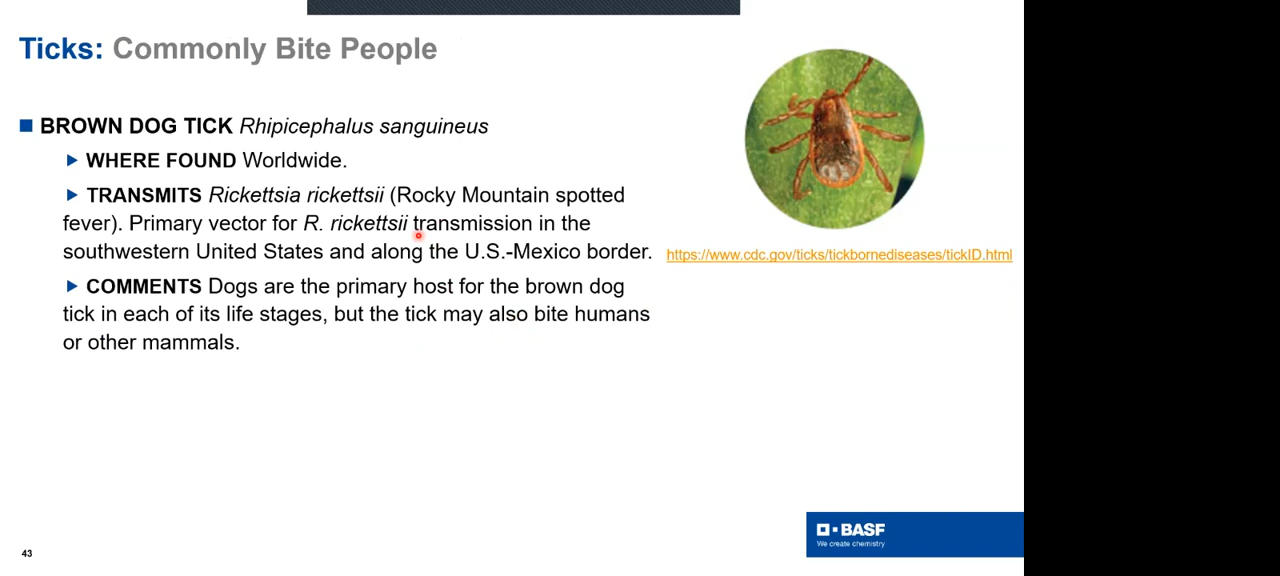 Ticks: Commonly Bite People
BROWN DOG TICK Rhipicephalus sanguineus
WHERE FOUND Worldwide.
TRANSMITS Rickettsia rickettsii (Rocky Mountain spotted
fever). Primary vector for R. rickettsii transmission in the
southwestern United States and along the U.S.-Mexico border.
COMMENTS Dogs are the primary host for the brown dog
tick in each of its life stages, but the tick may also bite humans
or other mammals.
https://www.cdc.gov/ticks/tickbornediseases/tickID.html
BASF
We create chemistry
43